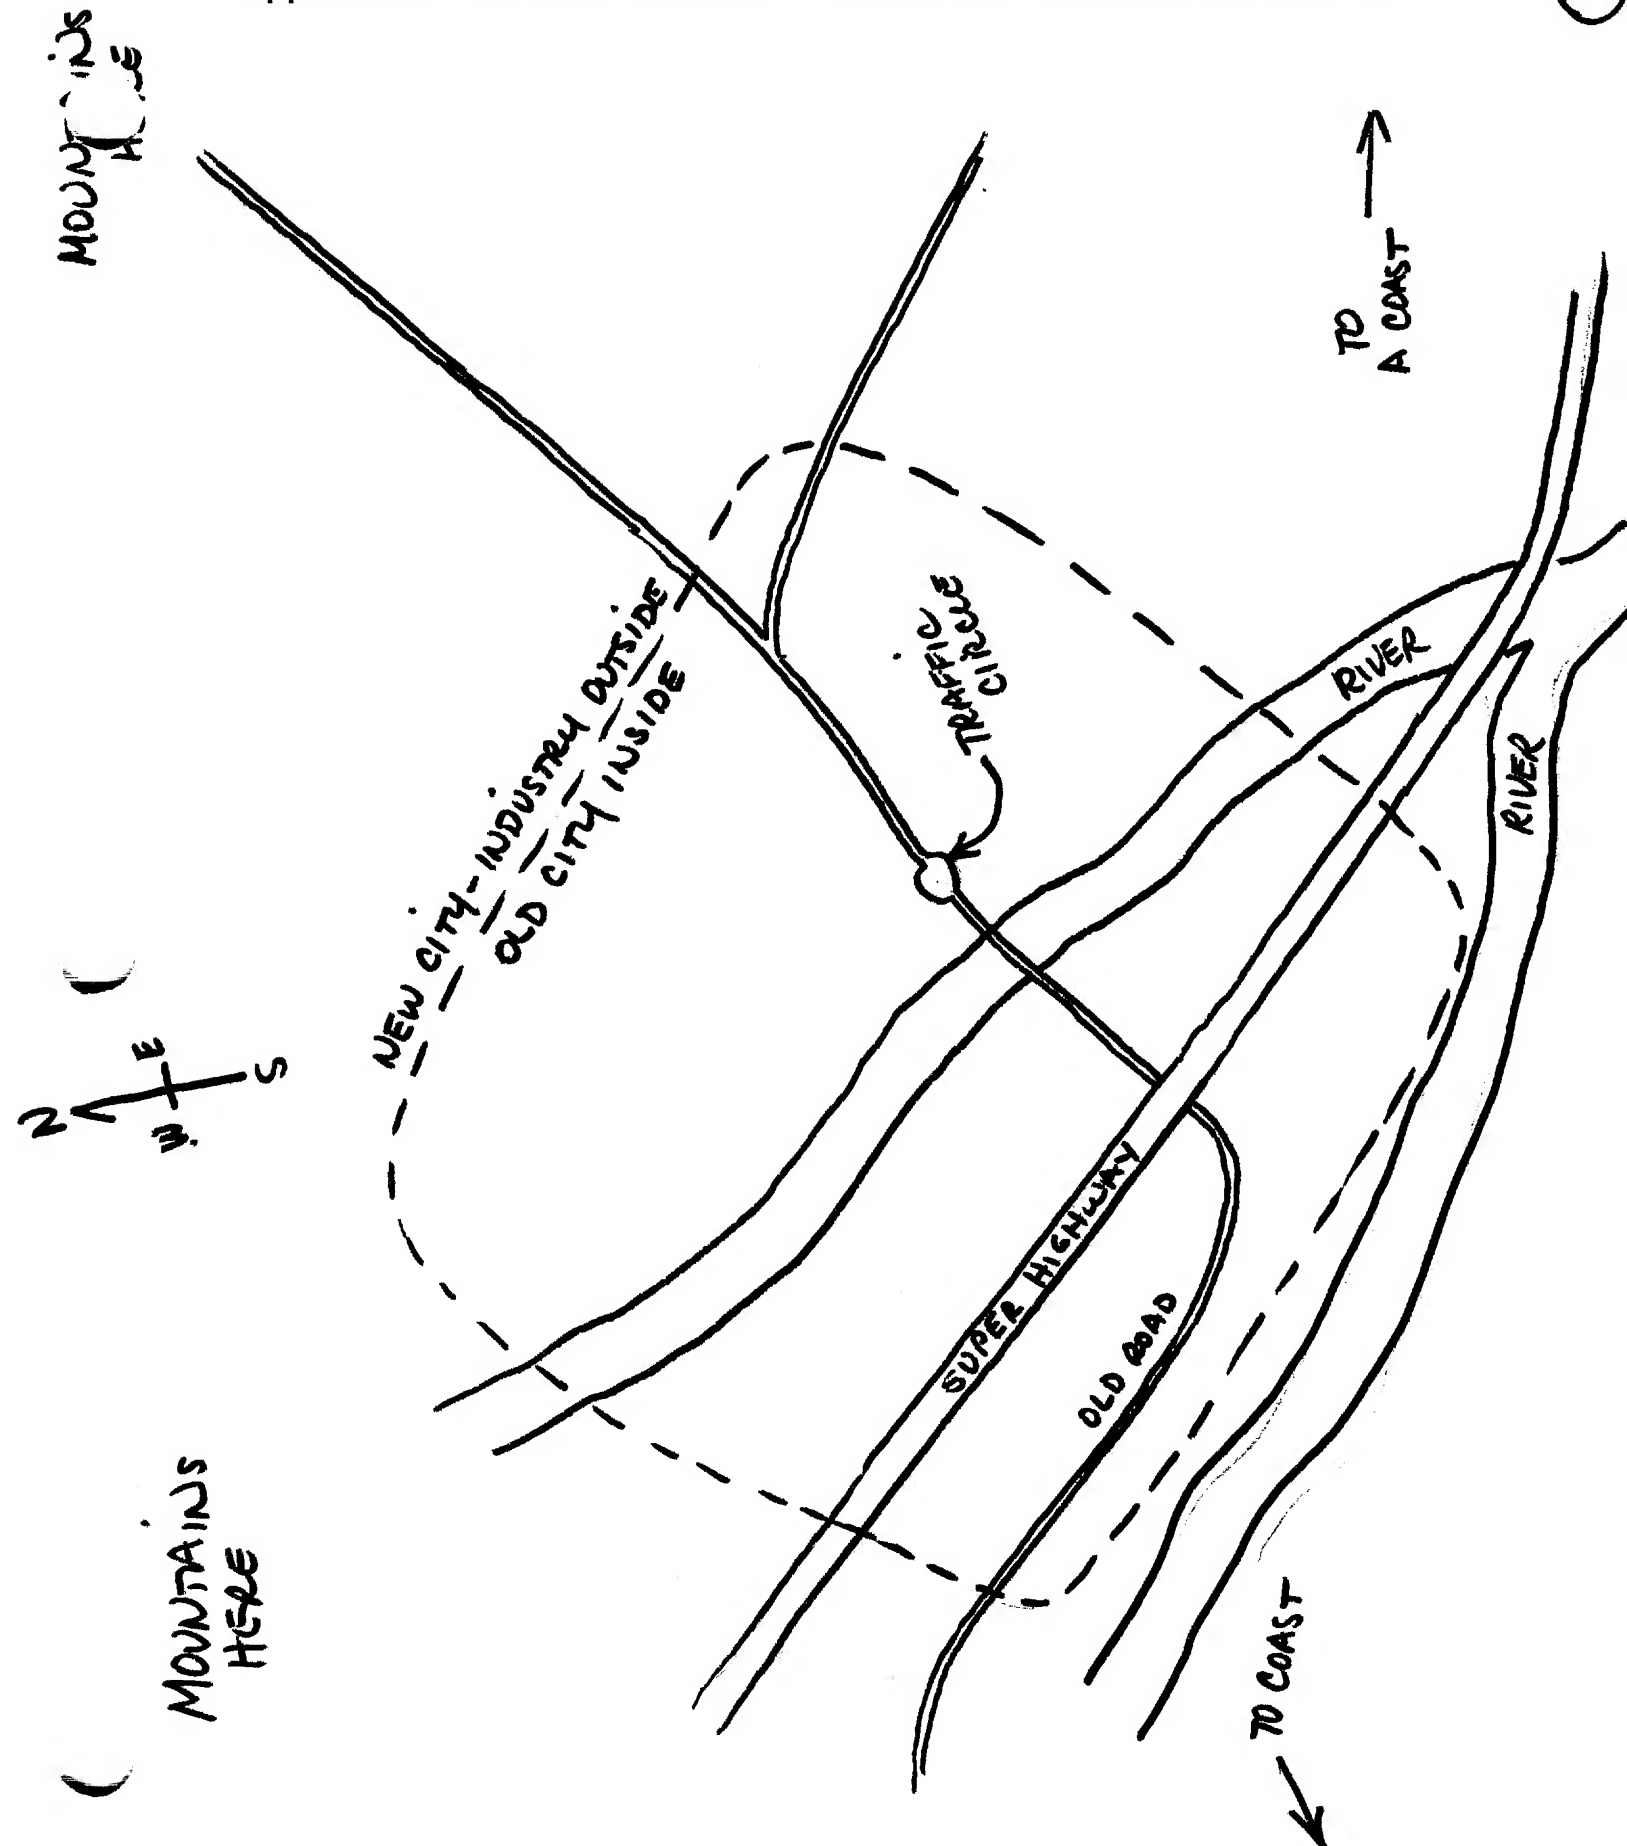 MOUNTAINS
HERE
N
W. E
S
MOUNTAINS
HERE
NEW CITY-INDUSTRY OUTSIDE
OLD CITY INSIDE
TRAFFIC
CIRCLE
SUPER HIGHWAY
OLD ROAD
RIVER
RIVER
TO COAST
TO
A COAST